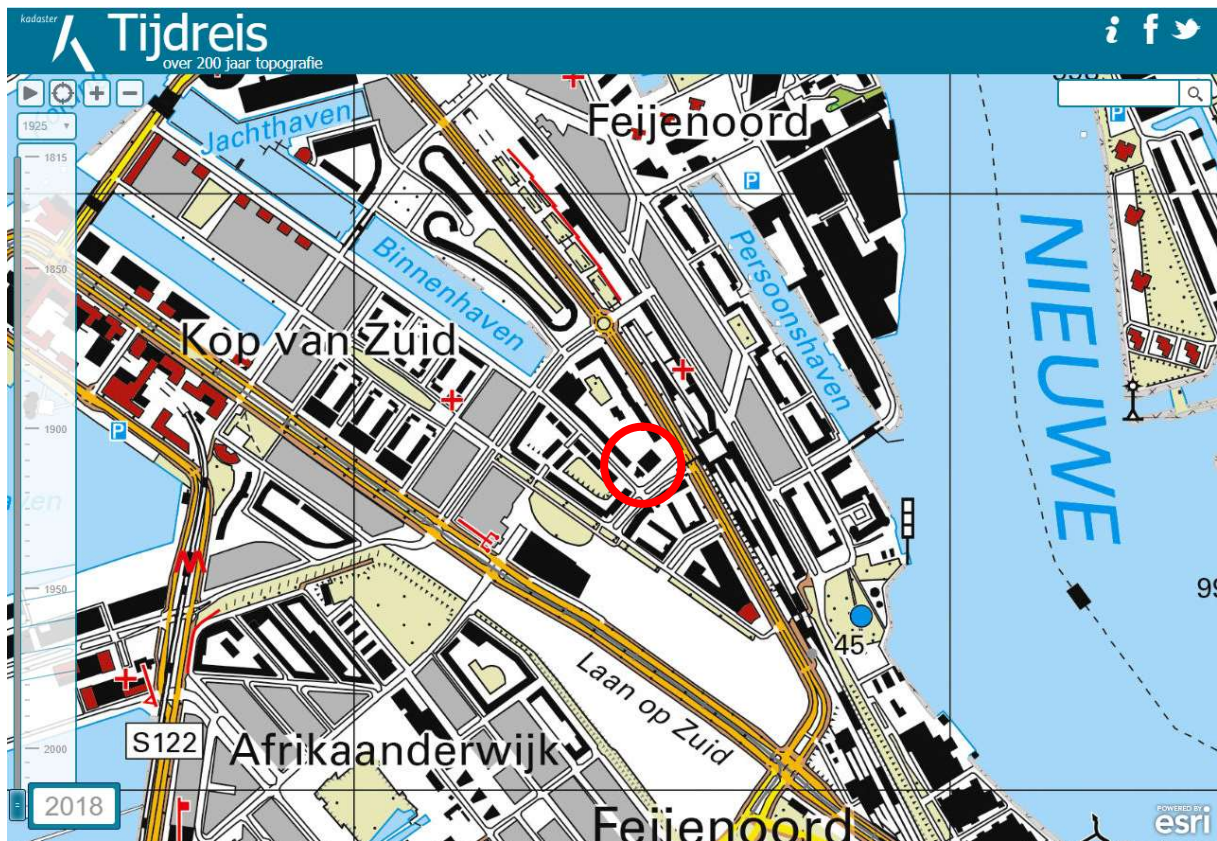 kadaster
Tijdreis
over 200 jaar topografie
i f
1925
1815
1850
1900
1950
2000
2018
Jachthaven
Feijenoord
P
Binnenhaven
Persoonshaven
Kop van Zuid
NIEUWE
P
P
M
45
Laan op Zuid
S122
Afrikaanderwijk
Feijenoord
POWERED BY
esri